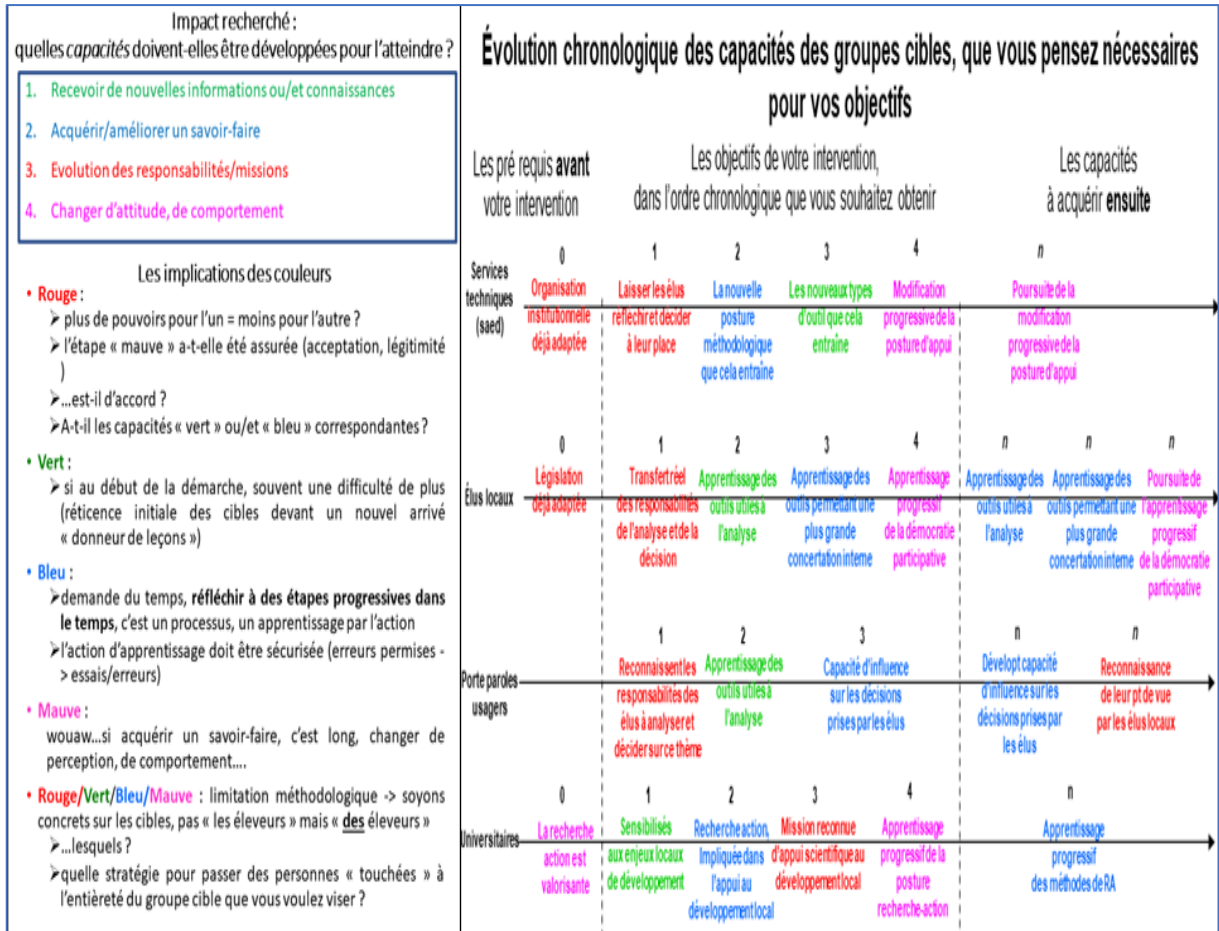 Impact recherché :
quelles capacités doivent-elles être développées pour l'atteindre ?
1. Recevoir de nouvelles informations ou/et connaissances
2. Acquérir/améliorer un savoir-faire
3. Evolution des responsabilités/missions
4. Changer d'attitude, de comportement
Les implications des couleurs
• Rouge :
➢ plus de pouvoirs pour l'un = moins pour l'autre ?
➢ l'étape « mauve » a-t-elle été assurée (acceptation, légitimité
)
➢…est-il d'accord ?
➢A-t-il les capacités « vert » ou/et « bleu » correspondantes ?
• Vert :
➢ si au début de la démarche, souvent une difficulté de plus
(réticence initiale des cibles devant un nouvel arrivé
« donneur de leçons »)
• Bleu :
➢demande du temps, réfléchir à des étapes progressives dans
le temps, c'est un processus, un apprentissage par l'action
➢l'action d'apprentissage doit être sécurisée (erreurs permises -
> essais/erreurs)
• Mauve :
wouaw…si acquérir un savoir-faire, c'est long, changer de
perception, de comportement….
• Rouge/Vert/Bleu/Mauve : limitation méthodologique -> soyons
concrets sur les cibles, pas « les éleveurs » mais « des éleveurs »
➢…lesquels ?
➢quelle stratégie pour passer des personnes « touchées » à
l'entièreté du groupe cible que vous voulez viser ?
Évolution chronologique des capacités des groupes cibles, que vous pensez nécessaires
pour vos objectifs
Les pré requis avant
votre intervention
Les objectifs de votre intervention,
dans l'ordre chronologique que vous souhaitez obtenir
Les capacités
à acquérir ensuite
Services
techniques
(saed)
0
Organisation
institutionnelle
déjà adaptée
1
Laisser les élus
réfléchir et décider
à leur place
2
La nouvelle
posture
méthodologique
que cela entraine
3
Les nouveaux types
d'outil que cela
entraîne
4
Modification
progressive de la
posture d'appui
n
Poursuite de la
modification
progressive de la
posture d'appui
Élus locaux
0
Législation
déjà adaptée
1
Transfert réel
des responsabilités
de l'analyse et de la
décision
2
Apprentissage des
outils utiles à
l'analyse
3
Apprentissage des
outils permettant une
plus grande
concertation interne
4
Apprentissage
progressif
de la démocratie
participative
n
Apprentissage des
outils utiles à
l'analyse
n
Apprentissage des
outils permettant une
plus grande
concertation interne
n
Poursuite de
l'apprentissage
progressif
de la démocratie
participative
Porte paroles
usagers
1
Reconnaissent les
responsabilités des
élus à analyser et
décider sur ce thème
2
Apprentissage des
outils utiles à
l'analyse
3
Capacité d'influence
sur les décisions
prises par les élus
n
Dévelopt capacité
d'influence sur les
décisions prises par
les élus
n
Reconnaissance
de leur pt de vue
par les élus locaux
Universitaires
0
La recherche
action est
valorisante
1
Sensibilisés
aux enjeux locaux
de développement
2
Recherche action,
Impliquée dans
l'appui au
développement local
3
Mission reconnue
d'appui scientifique au
développement local
4
Apprentissage
progressif de la
posture
recherche-action
n
Apprentissage
progressif
des méthodes de RA